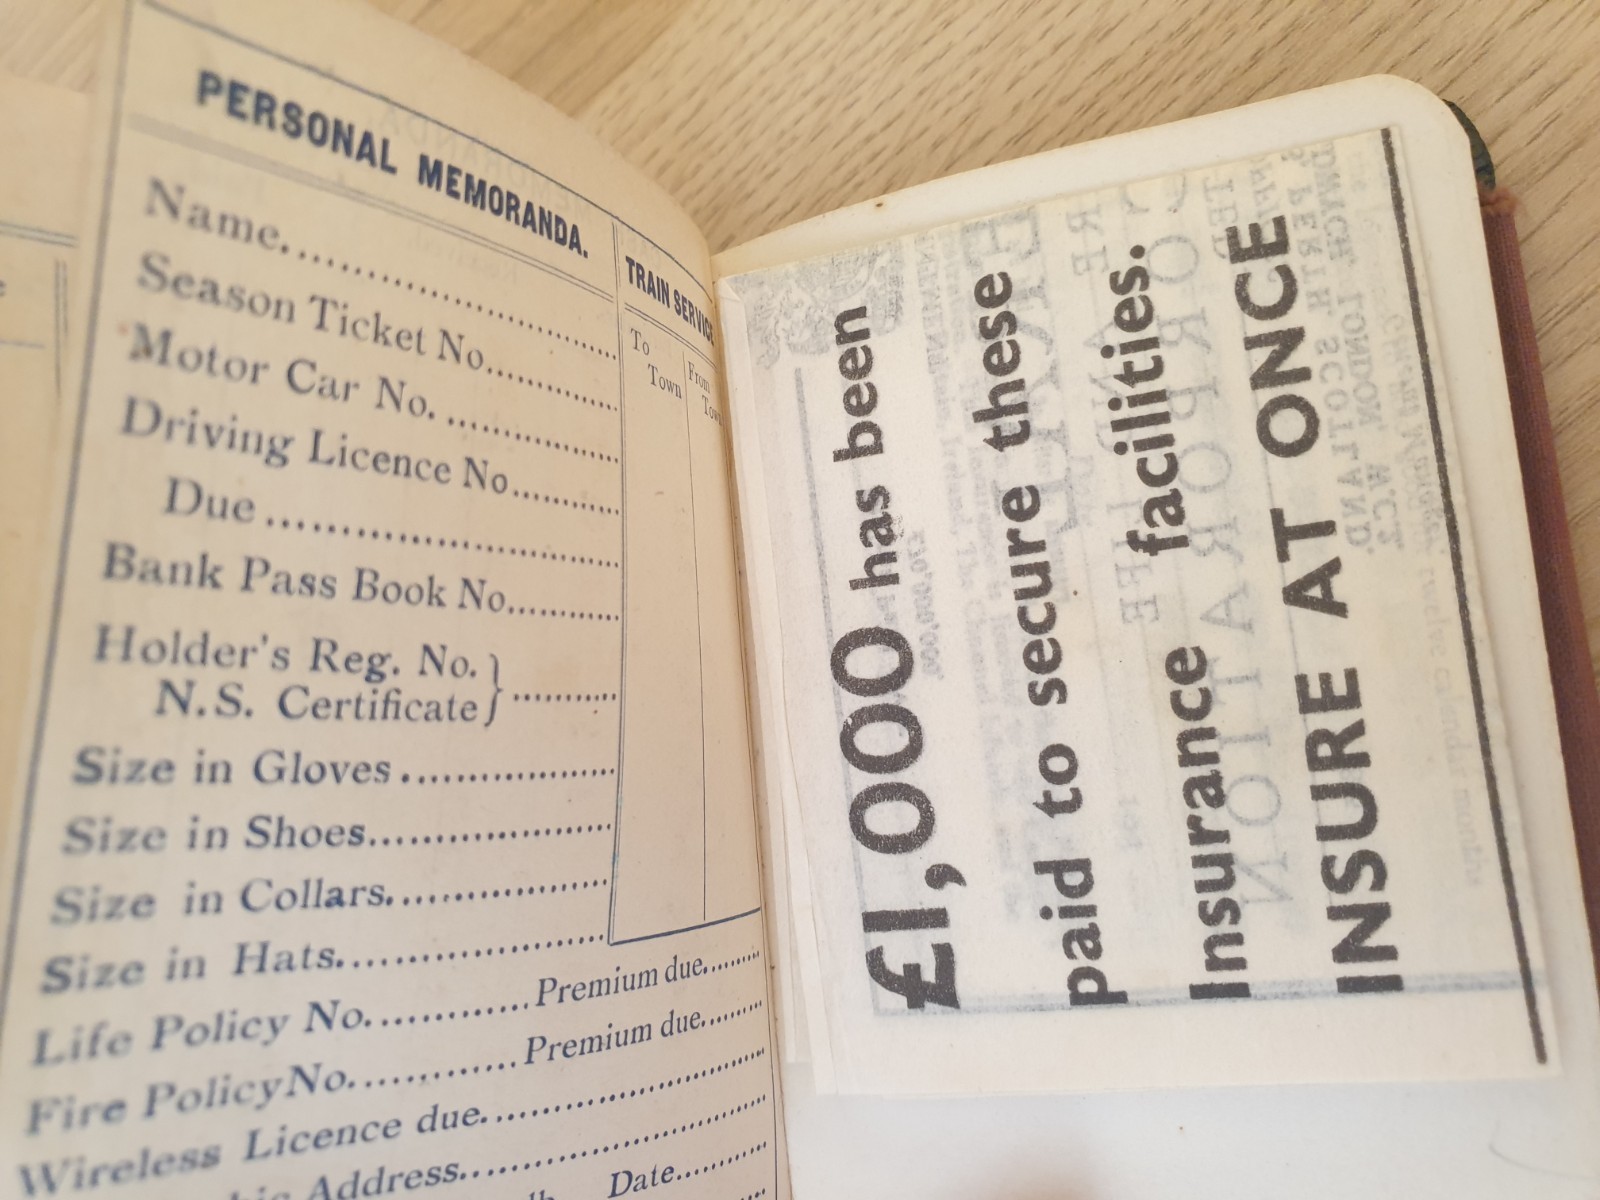 PERSONAL MEMORANDA.
Name
Season Ticket No.
Motor Car No.
Driving Licence No
Due
Bank Pass Book No.
Holder's Reg. No. }
N.S. Certificate }
Size in Gloves
Size in Shoes
Size in Collars
Size in Hats
Life Policy No. Premium due
Fire Policy No. Premium due
Wireless Licence due
Address
Date
TRAIN SERVICE
To Town
From Town
£1,000 has been
paid to secure these
Insurance facilities.
INSURE AT ONCE